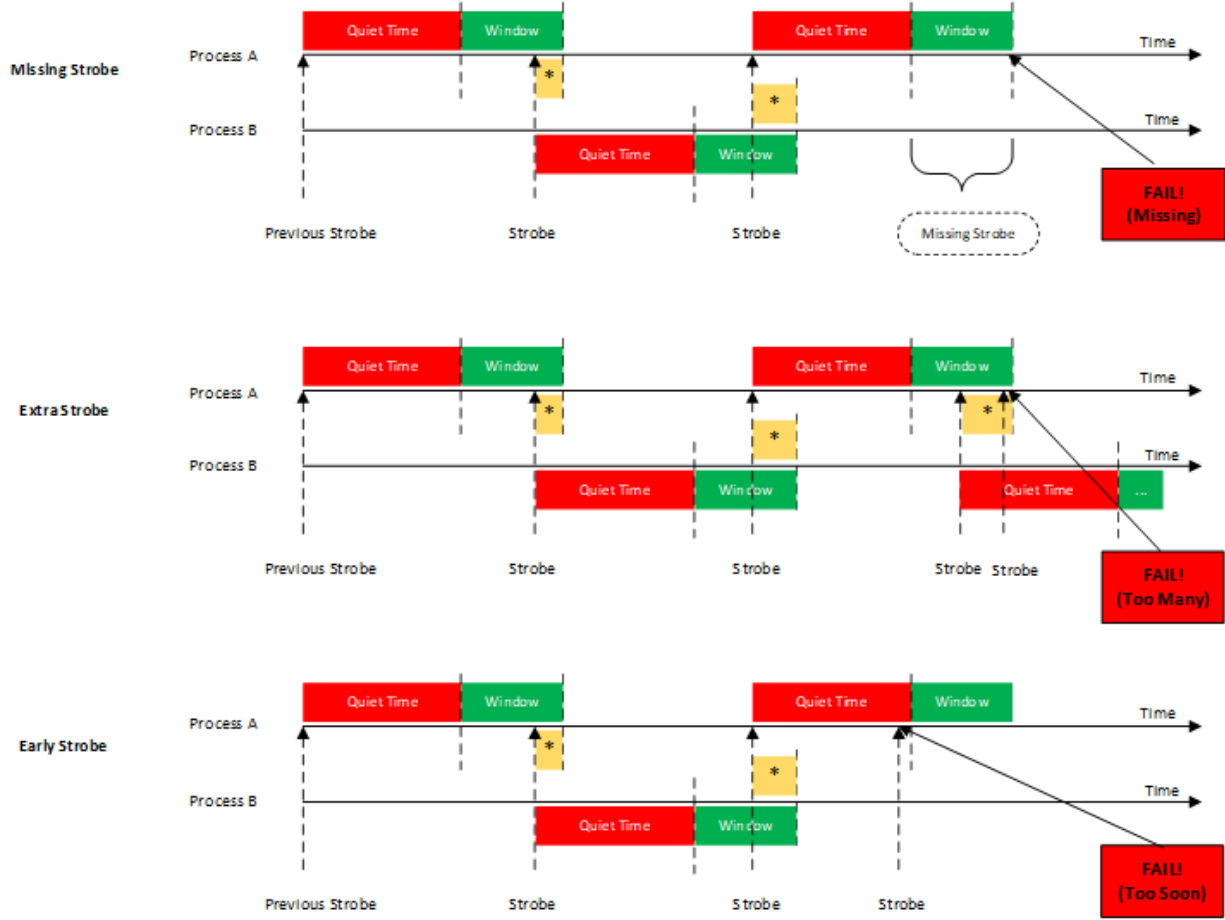 Quiet Time Window Quiet Time Window
Process A Time
Missing Strobe * *
Process B Time
Quiet Time Window
FAIL!
(Missing)
Previous Strobe Strobe Strobe Missing Strobe
Quiet Time Window Quiet Time Window
Process A Time
Extra Strobe * * *
Process B Time
Quiet Time Window Quiet Time ...
Previous Strobe Strobe Strobe Strobe Strobe
FAIL!
(Too Many)
Quiet Time Window Quiet Time Window
Process A Time
Early Strobe * *
Process B Time
Quiet Time Window
FAIL!
(Too Soon)
Previous Strobe Strobe Strobe Strobe